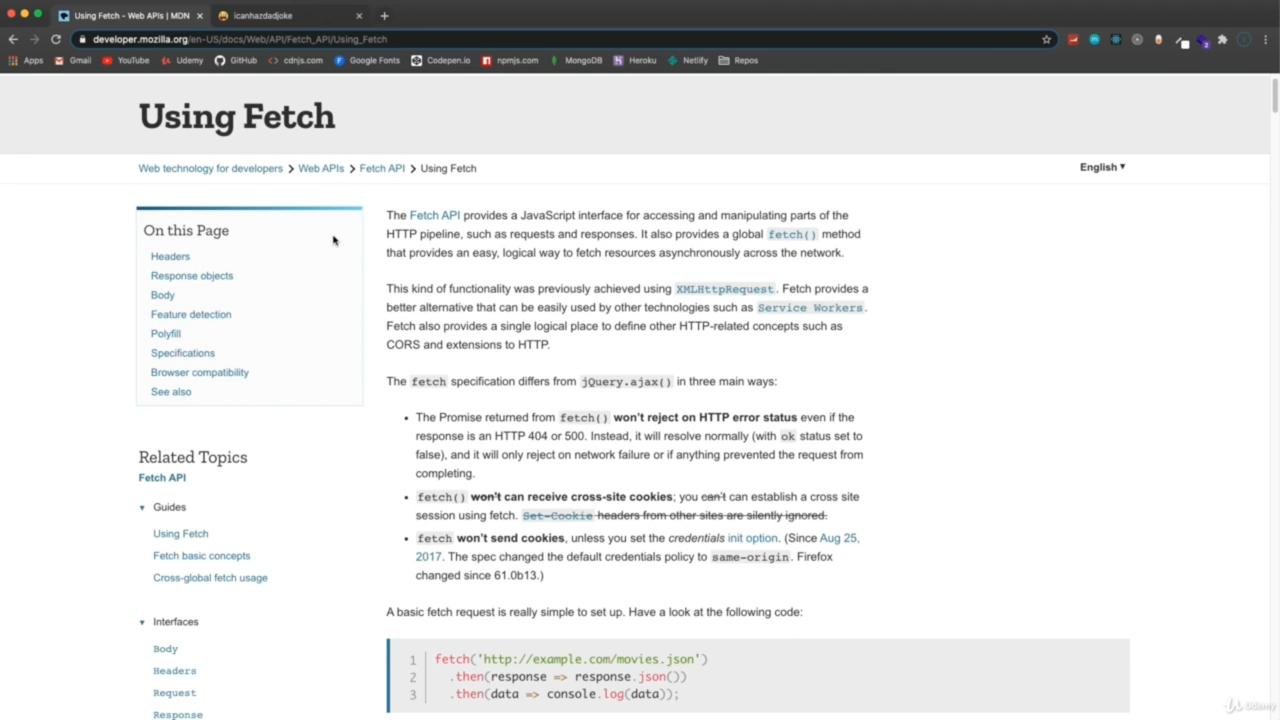 Using Fetch - Web APIs | MDN
icanhazdadjoke
developer.mozilla.org/en-US/docs/Web/API/Fetch_API/Using_Fetch
Apps Gmail YouTube Udemy GitHub cdnjs.com Google Fonts Codepen.io npmjs.com MongoDB Heroku Netlify Repos
Using Fetch
Web technology for developers > Web APIs > Fetch API > Using Fetch
English ▼
On this Page
Headers
Response objects
Body
Feature detection
Polyfill
Specifications
Browser compatibility
See also
Related Topics
Fetch API
Guides
Using Fetch
Fetch basic concepts
Cross-global fetch usage
Interfaces
Body
Headers
Request
Response
The Fetch API provides a JavaScript interface for accessing and manipulating parts of the
HTTP pipeline, such as requests and responses. It also provides a global fetch() method
that provides an easy, logical way to fetch resources asynchronously across the network.
This kind of functionality was previously achieved using XMLHttpRequest. Fetch provides a
better alternative that can be easily used by other technologies such as Service Workers.
Fetch also provides a single logical place to define other HTTP-related concepts such as
CORS and extensions to HTTP.
The fetch specification differs from jQuery.ajax() in three main ways:
• The Promise returned from fetch() won't reject on HTTP error status even if the
response is an HTTP 404 or 500. Instead, it will resolve normally (with ok status set to
false), and it will only reject on network failure or if anything prevented the request from
completing.
• fetch() won't can receive cross-site cookies; you can't can establish a cross site
session using fetch. Set-Cookie headers from other sites are silently ignored.
• fetch won't send cookies, unless you set the credentials init option. (Since Aug 25,
2017. The spec changed the default credentials policy to same-origin. Firefox
changed since 61.0b13.)
A basic fetch request is really simple to set up. Have a look at the following code:
1 fetch('http://example.com/movies.json')
2 .then(response => response.json())
3 .then(data => console.log(data));
Udemy